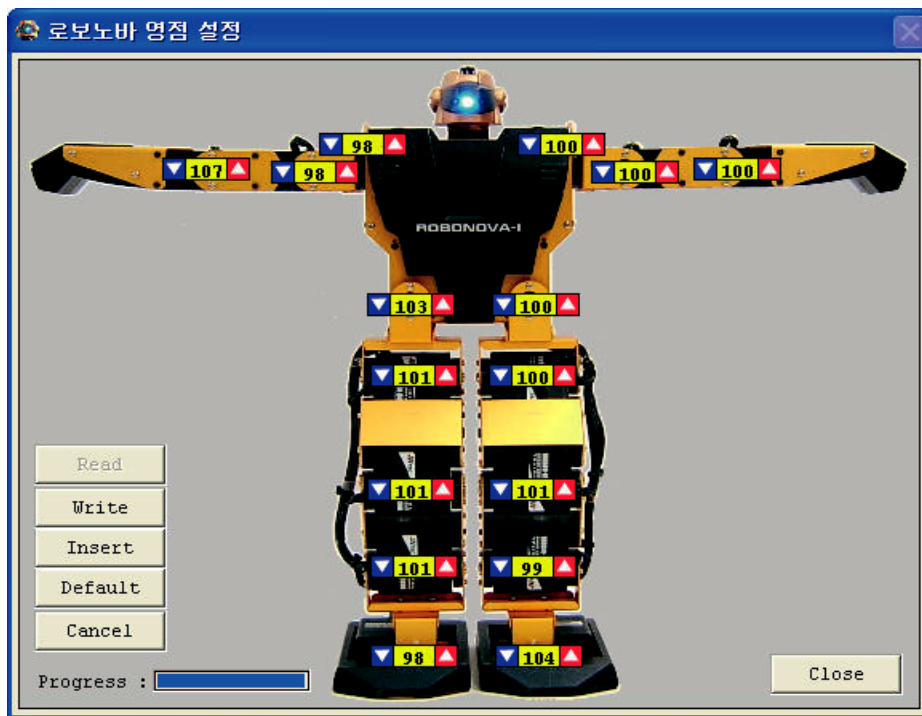 로보노바 영점 설정
98 100
107 98 100 100
ROBONOVA-I
103 100
101 100
Read
Write
101 101
Insert
101 99
Default
Cancel
98 104
Progress :
Close